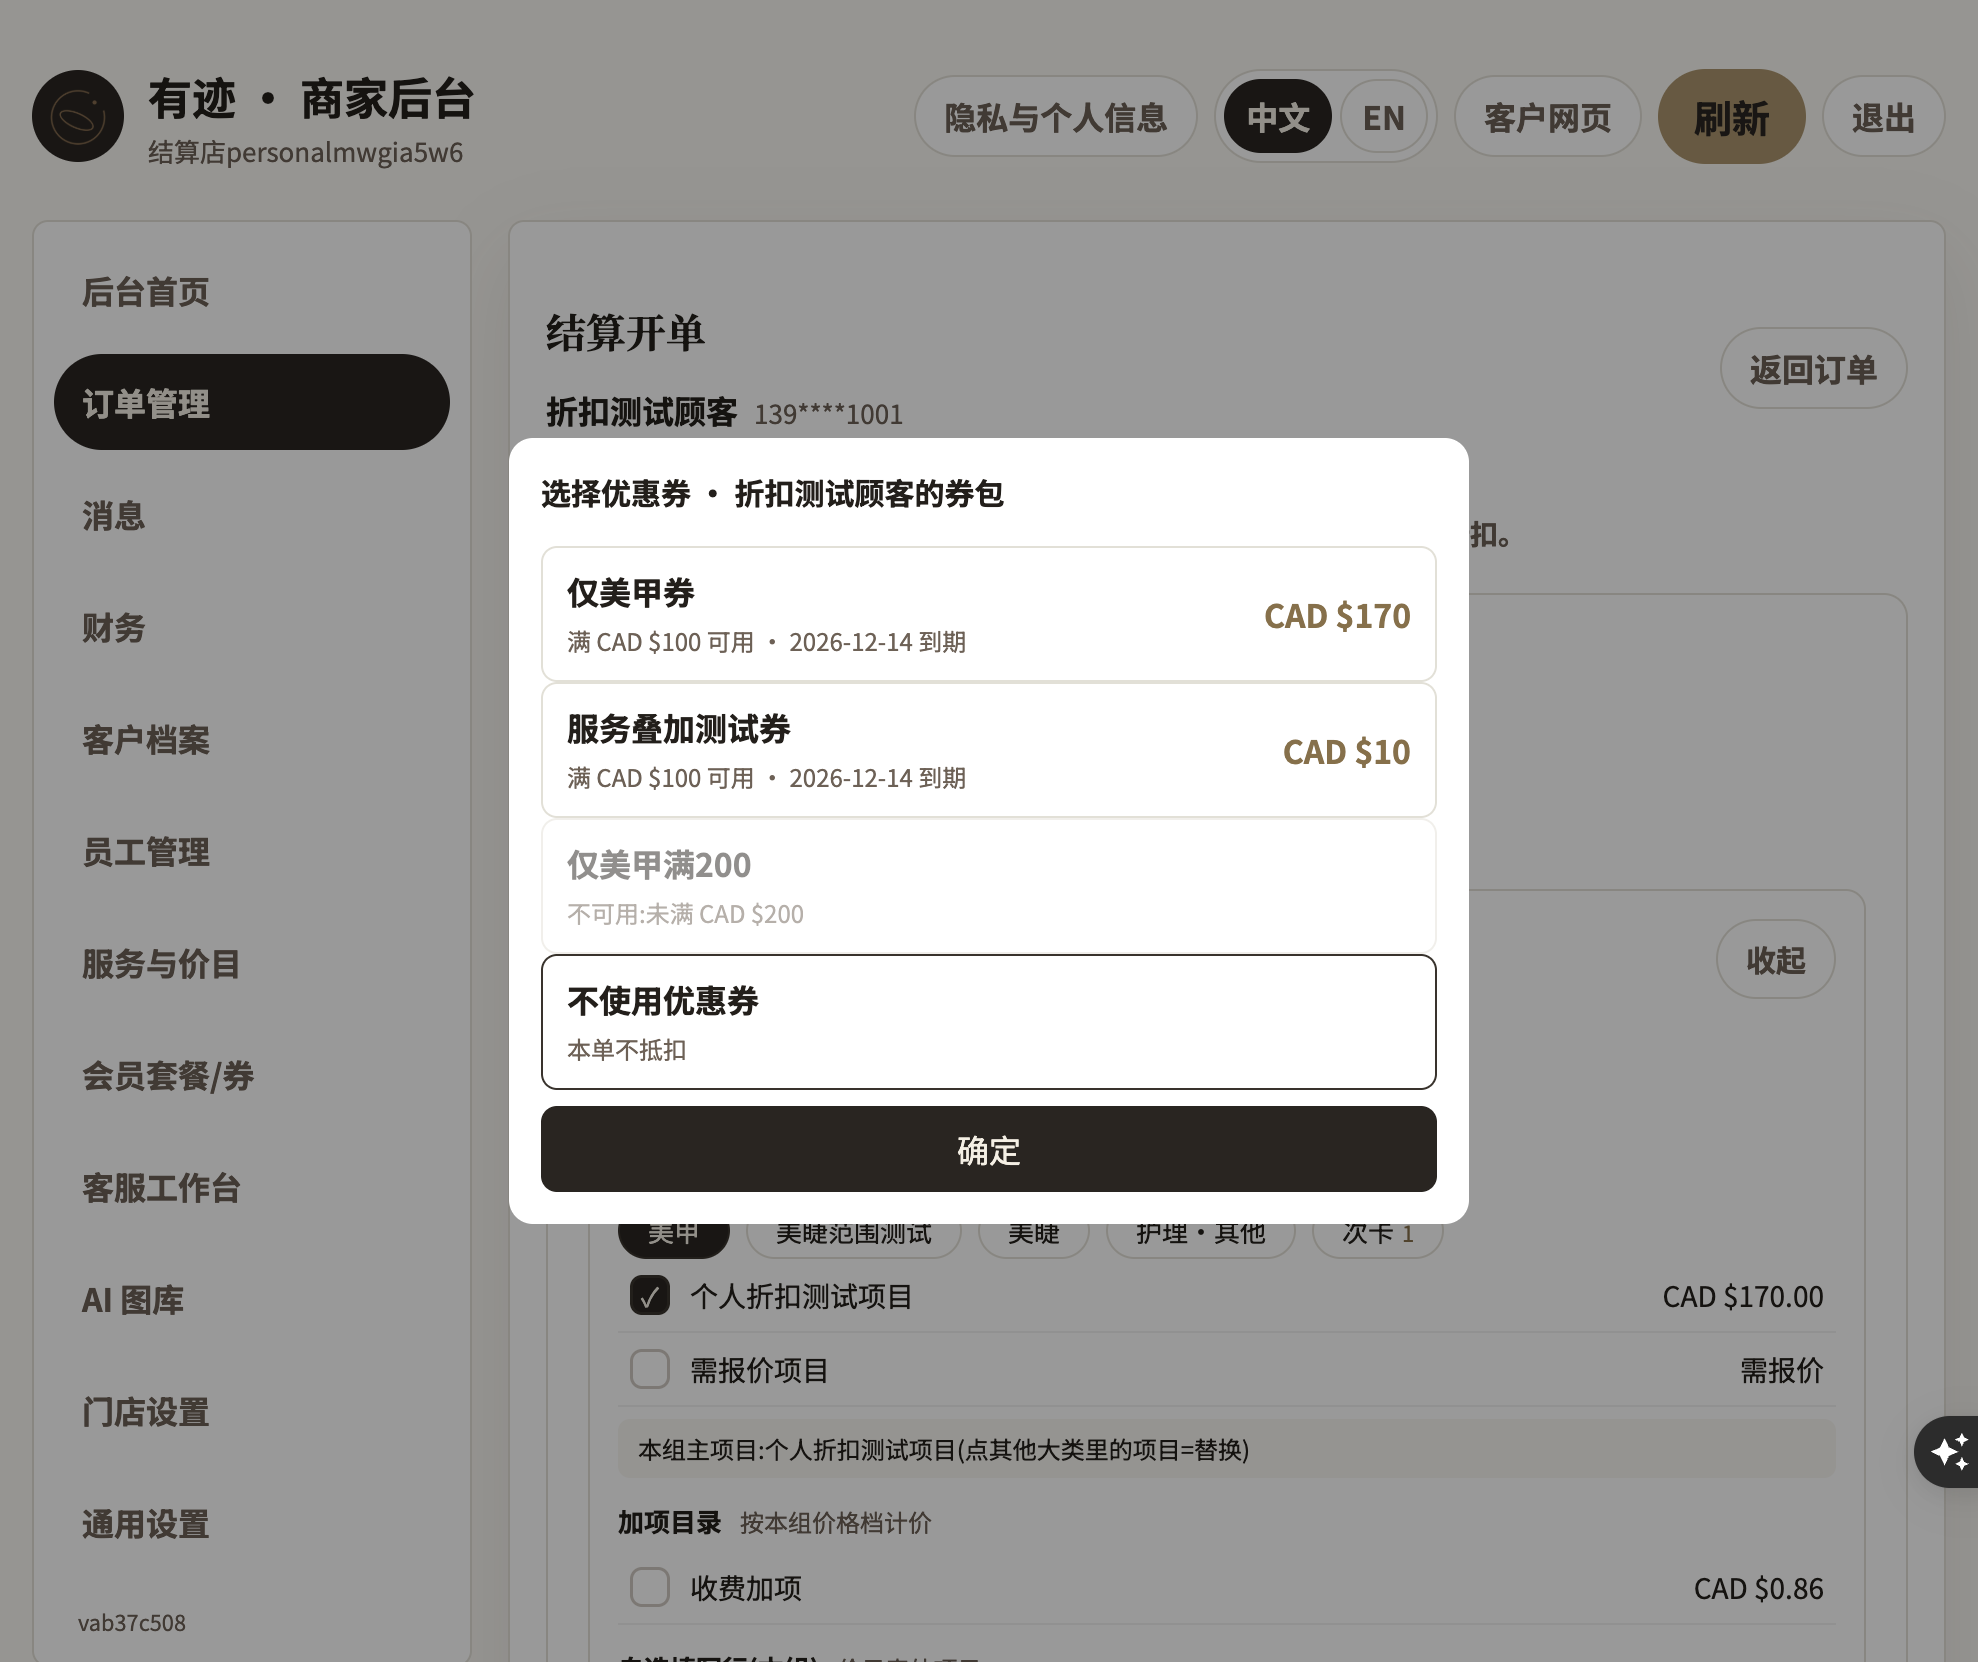 有迹 · 商家后台
结算店personalmwgia5w6
隐私与个人信息
中文
EN
客户网页
刷新
退出
后台首页
订单管理
消息
财务
客户档案
员工管理
服务与价目
会员套餐/券
客服工作台
AI 图库
门店设置
通用设置
vab37c508
结算开单
返回订单
折扣测试顾客 139****1001
扣。
选择优惠券 · 折扣测试顾客的券包
仅美甲券
满 CAD $100 可用 · 2026-12-14 到期
CAD $170
服务叠加测试券
满 CAD $100 可用 · 2026-12-14 到期
CAD $10
仅美甲满200
不可用:未满 CAD $200
不使用优惠券
本单不抵扣
确定
收起
美甲
美睫范围测试
美睫
护理·其他
次卡 1
个人折扣测试项目
CAD $170.00
需报价项目
需报价
本组主项目:个人折扣测试项目(点其他大类里的项目=替换)
加项目录 按本组价格档计价
收费加项
CAD $0.86